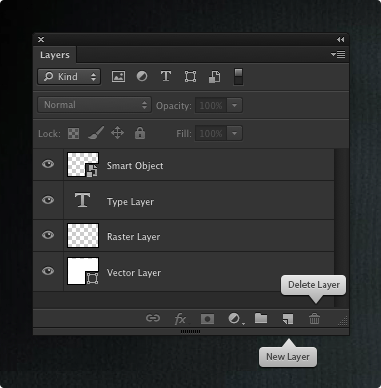 Layers
Kind
Normal Opacity: 100%
Lock: Fill: 100%
Smart Object
T Type Layer
Raster Layer
Vector Layer
Delete Layer
fx
New Layer